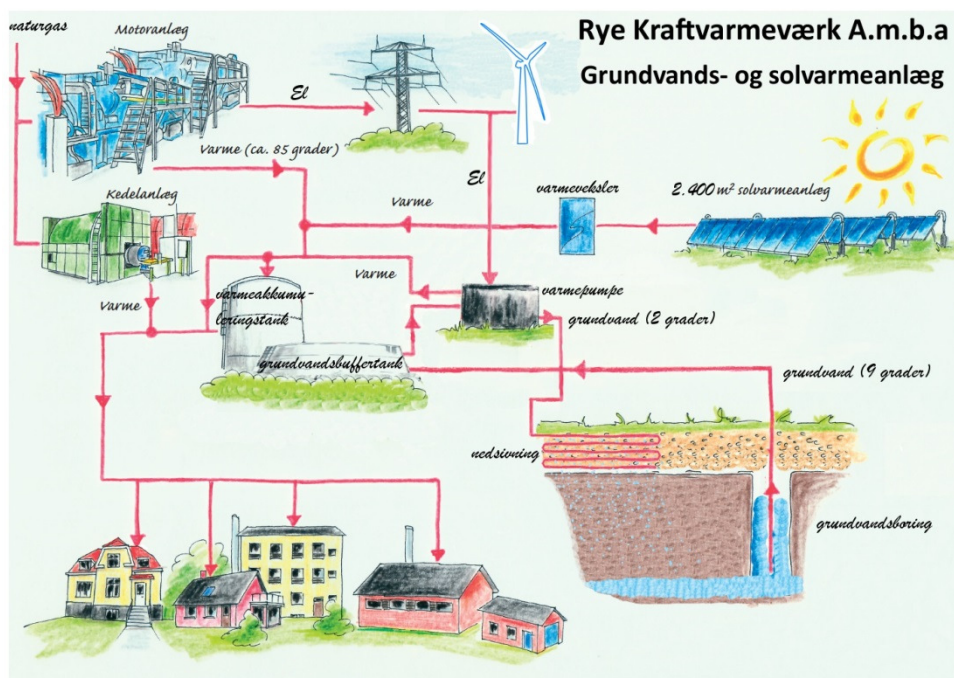 Rye Kraftvarmeværk A.m.b.a
Grundvands- og solvarmeanlæg
naturgas
Motoranlæg
El
Varme (ca. 85 grader)
El
Kedelanlæg
Varme
varmeveksler
2.400 m² solvarmeanlæg
Varme
varmeakkumu-
leringstank
Varme
varmepumpe
grundvand (2 grader)
grundvandsbuffertank
grundvand (9 grader)
nedsivning
grundvandsboring